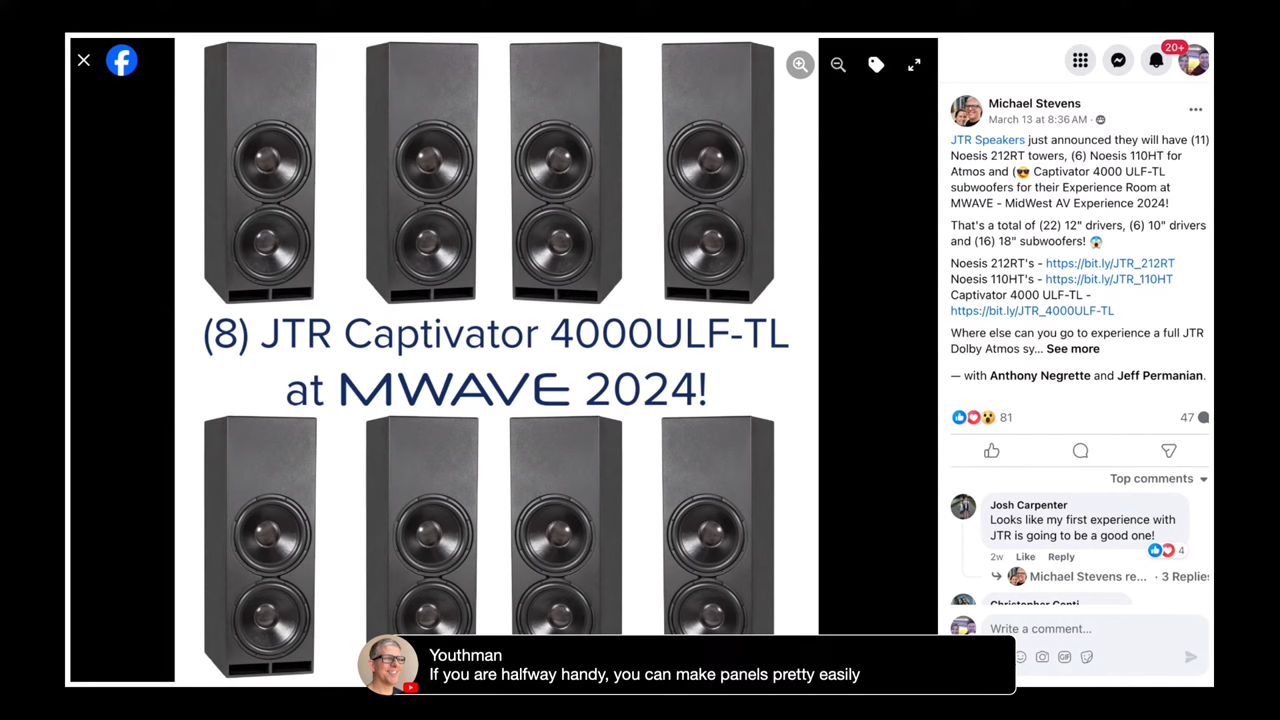 (8) JTR Captivator 4000ULF-TL
at MWAVE 2024!
20+
Michael Stevens
March 13 at 8:36 AM ·
JTR Speakers just announced they will have (11)
Noesis 212RT towers, (6) Noesis 110HT for
Atmos and (😎 Captivator 4000 ULF-TL
subwoofers for their Experience Room at
MWAVE - MidWest AV Experience 2024!
That's a total of (22) 12" drivers, (6) 10" drivers
and (16) 18" subwoofers! 😱
Noesis 212RT's - https://bit.ly/JTR_212RT
Noesis 110HT's - https://bit.ly/JTR_110HT
Captivator 4000 ULF-TL -
https://bit.ly/JTR_4000ULF-TL
Where else can you go to experience a full JTR
Dolby Atmos sy... See more
— with Anthony Negrette and Jeff Permanian.
81
47
Top comments
Josh Carpenter
Looks like my first experience with
JTR is going to be a good one!
4
2w Like Reply
Michael Stevens re... · 3 Replies
Write a comment...
GIF
Youthman
If you are halfway handy, you can make panels pretty easily